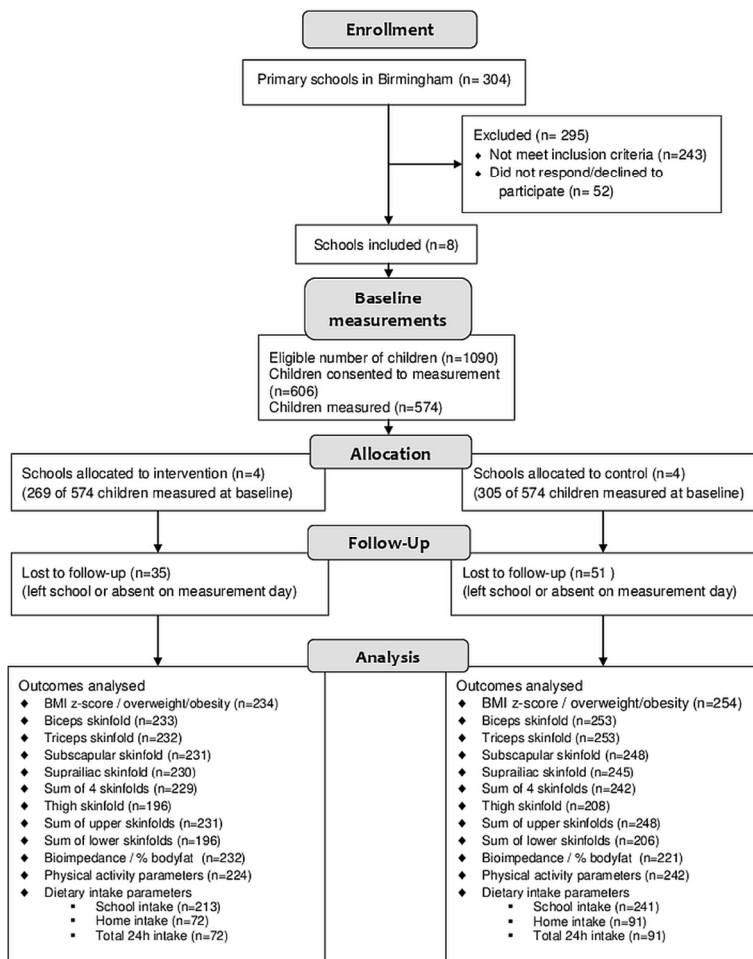 Enrollment
Primary schools in Birmingham (n= 304)
Excluded (n= 295)
♦ Not meet inclusion criteria (n=243)
♦ Did not respond/declined to
participate (n= 52)
Schools included (n=8)
Baseline
measurements
Eligible number of children (n=1090)
Children consented to measurement
(n=606)
Children measured (n=574)
Allocation
Schools allocated to intervention (n=4)
(269 of 574 children measured at baseline)
Schools allocated to control (n=4)
(305 of 574 children measured at baseline)
Follow-Up
Lost to follow-up (n=35)
(left school or absent on measurement day)
Lost to follow-up (n=51 )
(left school or absent on measurement day)
Analysis
Outcomes analysed
♦ BMI z-score / overweight/obesity (n=234)
♦ Biceps skinfold (n=233)
♦ Triceps skinfold (n=232)
♦ Subscapular skinfold (n=231)
♦ Suprailiac skinfold (n=230)
♦ Sum of 4 skinfolds (n=229)
♦ Thigh skinfold (n=196)
♦ Sum of upper skinfolds (n=231)
♦ Sum of lower skinfolds (n=196)
♦ Bioimpedance / % bodyfat (n=232)
♦ Physical activity parameters (n=224)
♦ Dietary intake parameters
▪ School intake (n=213)
▪ Home intake (n=72)
▪ Total 24h intake (n=72)
Outcomes analysed
♦ BMI z-score / overweight/obesity (n=254)
♦ Biceps skinfold (n=253)
♦ Triceps skinfold (n=253)
♦ Subscapular skinfold (n=248)
♦ Suprailiac skinfold (n=245)
♦ Sum of 4 skinfolds (n=242)
♦ Thigh skinfold (n=208)
♦ Sum of upper skinfolds (n=248)
♦ Sum of lower skinfolds (n=206)
♦ Bioimpedance / % bodyfat (n=221)
♦ Physical activity parameters (n=242)
♦ Dietary intake parameters
▪ School intake (n=241)
▪ Home intake (n=91)
▪ Total 24h intake (n=91)